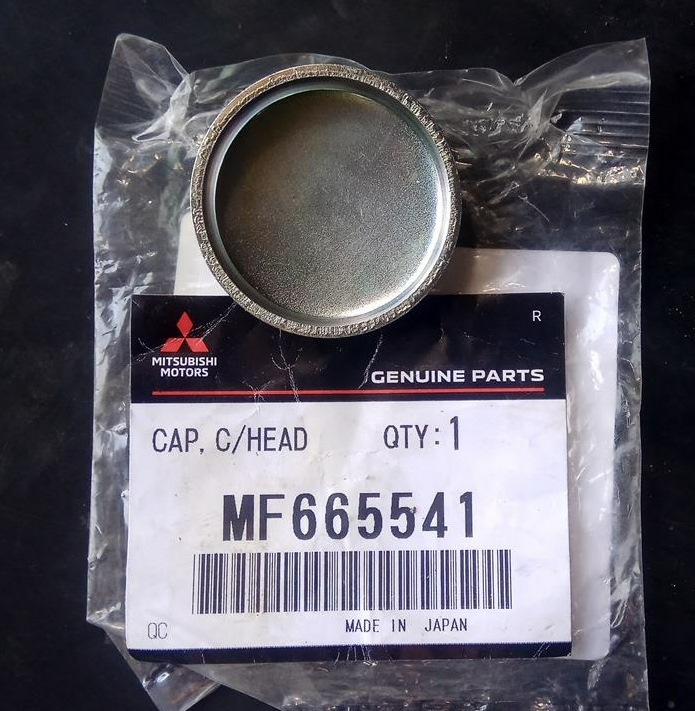 R
MITSUBISHI
MOTORS
GENUINE PARTS
CAP, C/HEAD QTY:1
MF665541
QC
MADE IN JAPAN